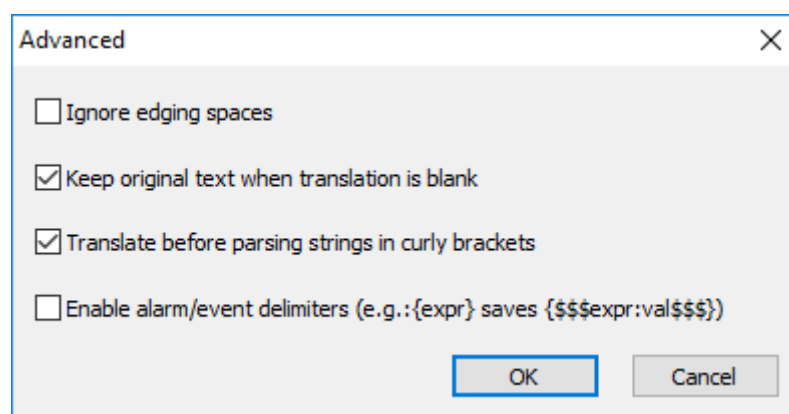 Advanced
Ignore edging spaces
Keep original text when translation is blank
Translate before parsing strings in curly brackets
Enable alarm/event delimiters (e.g.:{expr} saves {$$$expr:val$$$})
OK Cancel